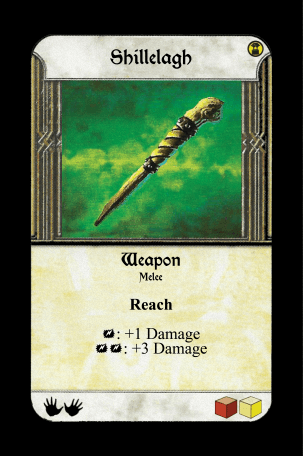 Shillelagh
Weapon
Melee
Reach
: +1 Damage
: +3 Damage